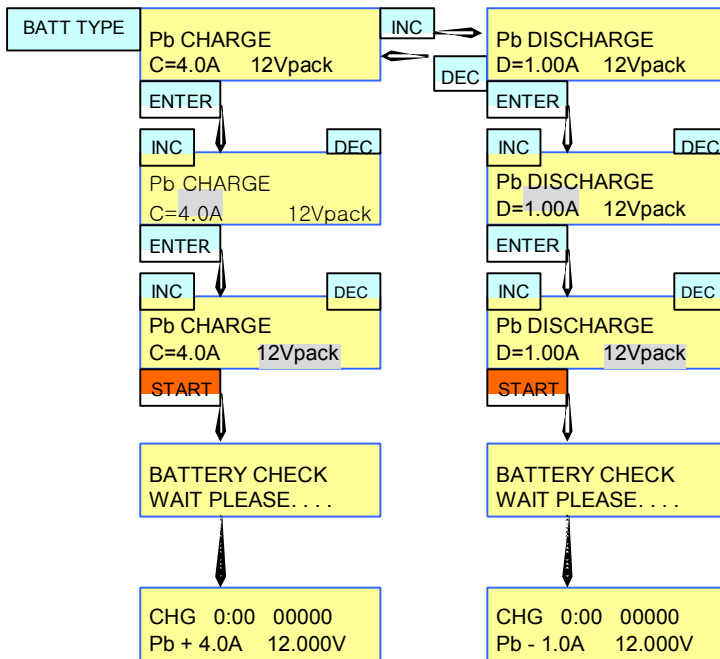 BATT TYPE
Pb CHARGE
C=4.0A 12Vpack
INC
DEC
Pb DISCHARGE
D=1.00A 12Vpack
ENTER
ENTER
INC DEC
Pb CHARGE
C=4.0A 12Vpack
INC DEC
Pb DISCHARGE
D=1.00A 12Vpack
ENTER
ENTER
INC DEC
Pb CHARGE
C=4.0A 12Vpack
INC DEC
Pb DISCHARGE
D=1.00A 12Vpack
START
START
BATTERY CHECK
WAIT PLEASE. . . .
BATTERY CHECK
WAIT PLEASE. . . .
CHG 0:00 00000
Pb + 4.0A 12.000V
CHG 0:00 00000
Pb - 1.0A 12.000V